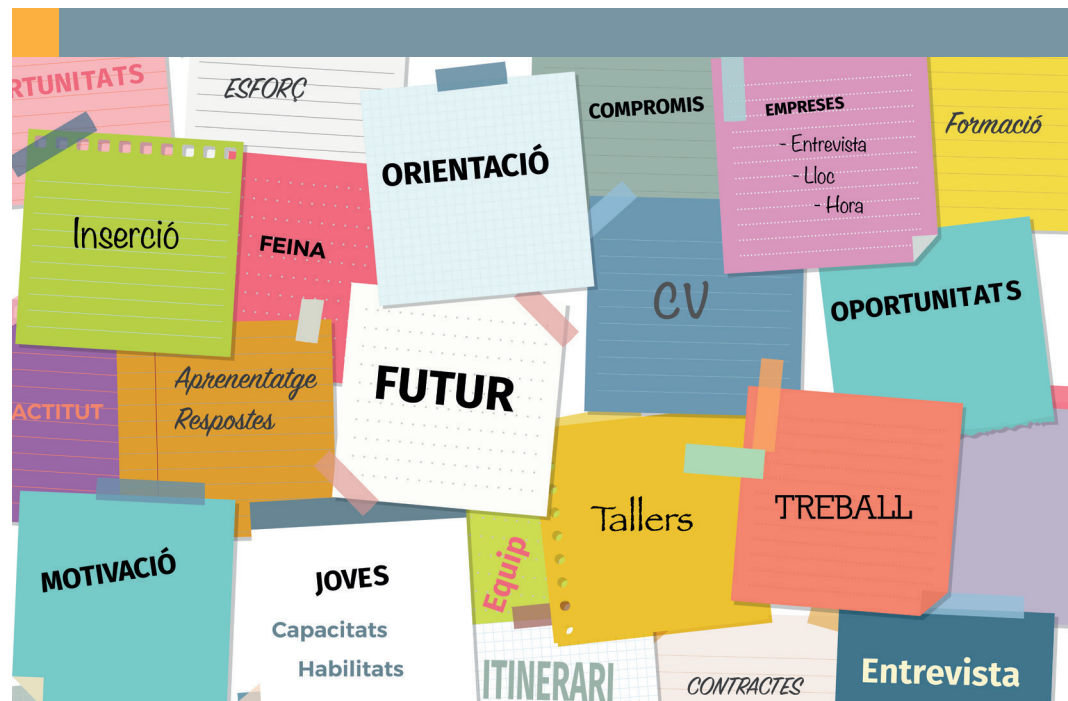 RTUNITATS
ESFORÇ
ORIENTACIÓ
COMPROMIS
EMPRESES
- Entrevista
- Lloc
- Hora
Formació
Inserció
FEINA
CV
OPORTUNITATS
ACTITUT
Aprenentatge
Respostes
FUTUR
Tallers
TREBALL
MOTIVACIÓ
JOVES
Capacitats
Habilitats
Equip
ITINERARI
CONTRACTES
Entrevista